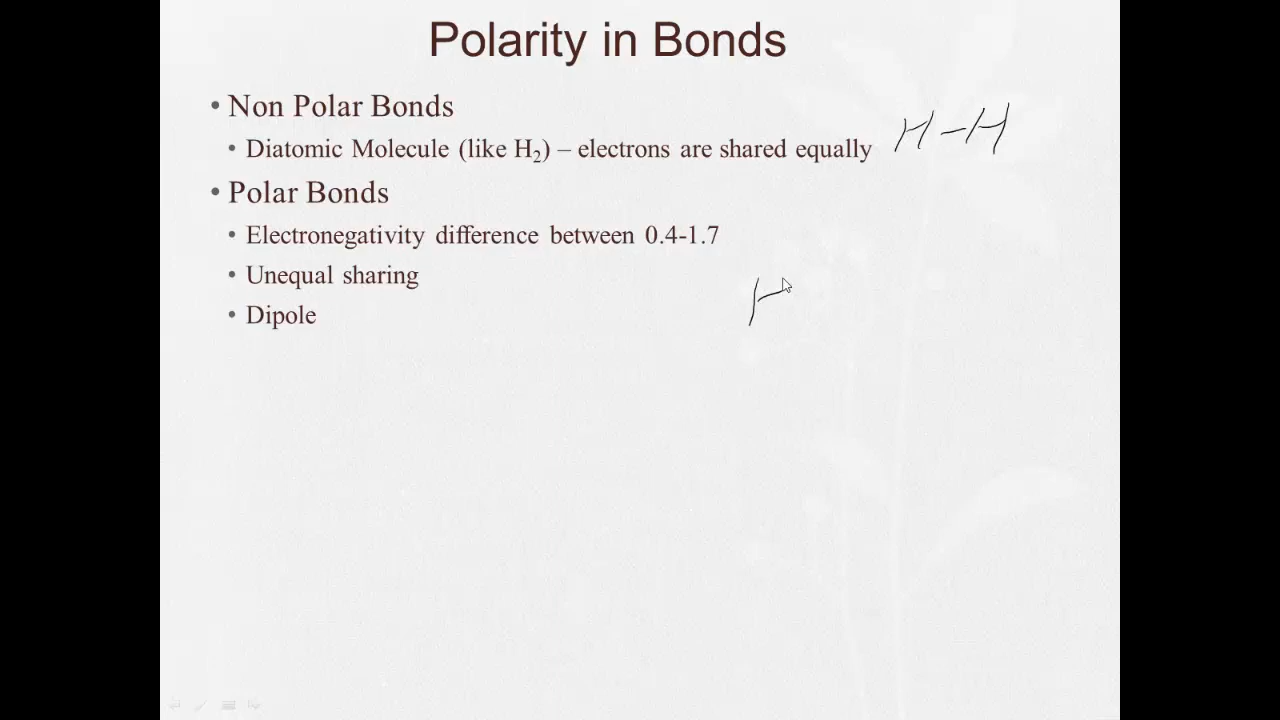 Polarity in Bonds
• Non Polar Bonds
• Diatomic Molecule (like H₂) – electrons are shared equally
H–H
• Polar Bonds
• Electronegativity difference between 0.4-1.7
• Unequal sharing
• Dipole